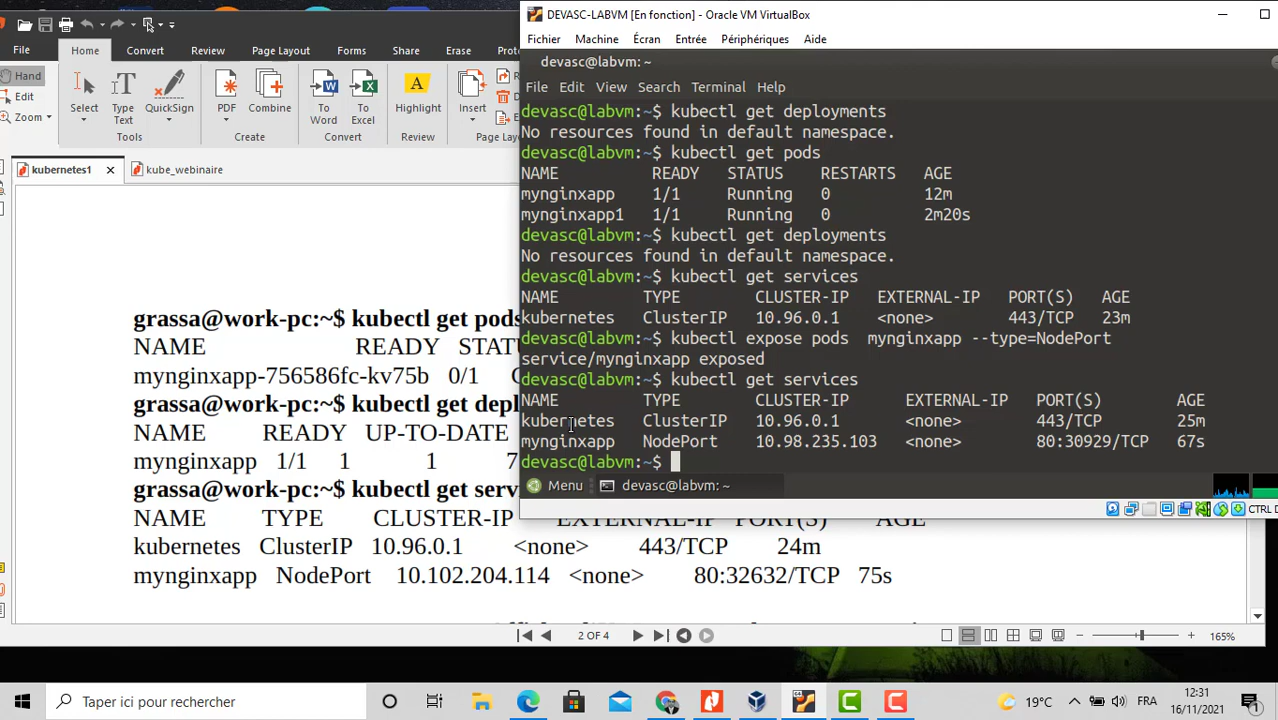 DEVASC-LABVM [En fonction] - Oracle VM VirtualBox
Fichier Machine Écran Entrée Périphériques Aide
File Home Convert Review Page Layout Forms Share Erase
Hand
Edit
Zoom
Select
Type Text
QuickSign
PDF
Combine
To Word
To Excel
Highlight
Insert
Tools
Create
Convert
Review
kubernetes1
kube_webinaire
devasc@labvm: ~
File Edit View Search Terminal Help
devasc@labvm:~$ kubectl get deployments
No resources found in default namespace.
devasc@labvm:~$ kubectl get pods
NAME READY STATUS RESTARTS AGE
mynginxapp 1/1 Running 0 12m
mynginxapp1 1/1 Running 0 2m20s
devasc@labvm:~$ kubectl get deployments
No resources found in default namespace.
devasc@labvm:~$ kubectl get services
NAME TYPE CLUSTER-IP EXTERNAL-IP PORT(S) AGE
kubernetes ClusterIP 10.96.0.1 <none> 443/TCP 23m
devasc@labvm:~$ kubectl expose pods mynginxapp --type=NodePort
service/mynginxapp exposed
devasc@labvm:~$ kubectl get services
NAME TYPE CLUSTER-IP EXTERNAL-IP PORT(S) AGE
kubernetes ClusterIP 10.96.0.1 <none> 443/TCP 25m
mynginxapp NodePort 10.98.235.103 <none> 80:30929/TCP 67s
devasc@labvm:~$
Menu devasc@labvm: ~
CTRL
grassa@work-pc:~$ kubectl get pods
NAME READY
mynginxapp-756586fc-kv75b 0/1
grassa@work-pc:~$ kubectl get
NAME READY UP-TO-DATE
mynginxapp 1/1 1 1
grassa@work-pc:~$ kubectl get
NAME TYPE CLUSTER-IP EXTERNAL-IP PORT(S) AGE
kubernetes ClusterIP 10.96.0.1 <none> 443/TCP 24m
mynginxapp NodePort 10.102.204.114 <none> 80:32632/TCP 75s
2 OF 4
165%
Taper ici pour rechercher
19°C
FRA
12:31
16/11/2021